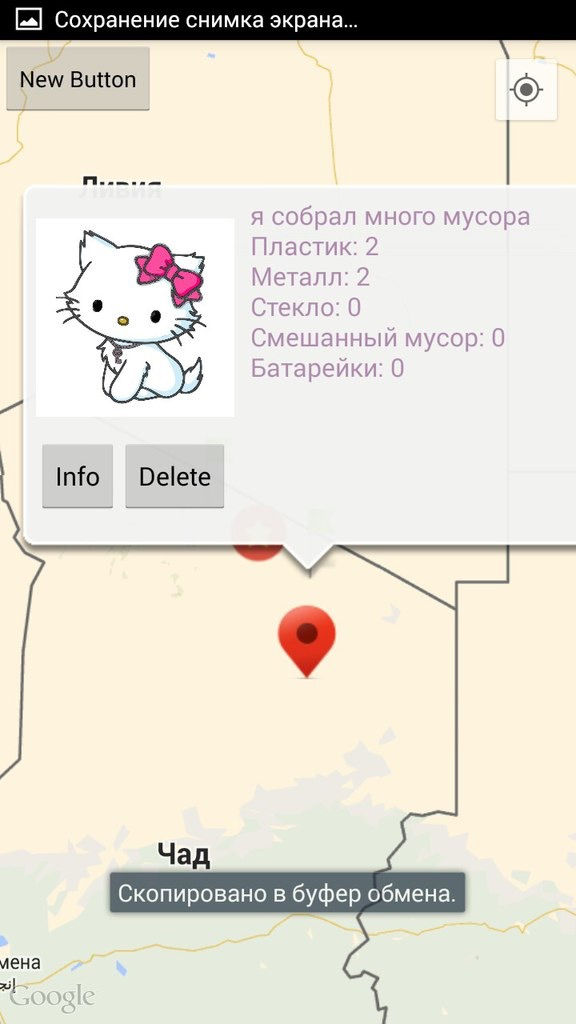 Сохранение снимка экрана…
New Button
Ливия
я собрал много мусора
Пластик: 2
Металл: 2
Стекло: 0
Смешанный мусор: 0
Батарейки: 0
Info
Delete
Чад
Скопировано в буфер обмена.
мена
Google